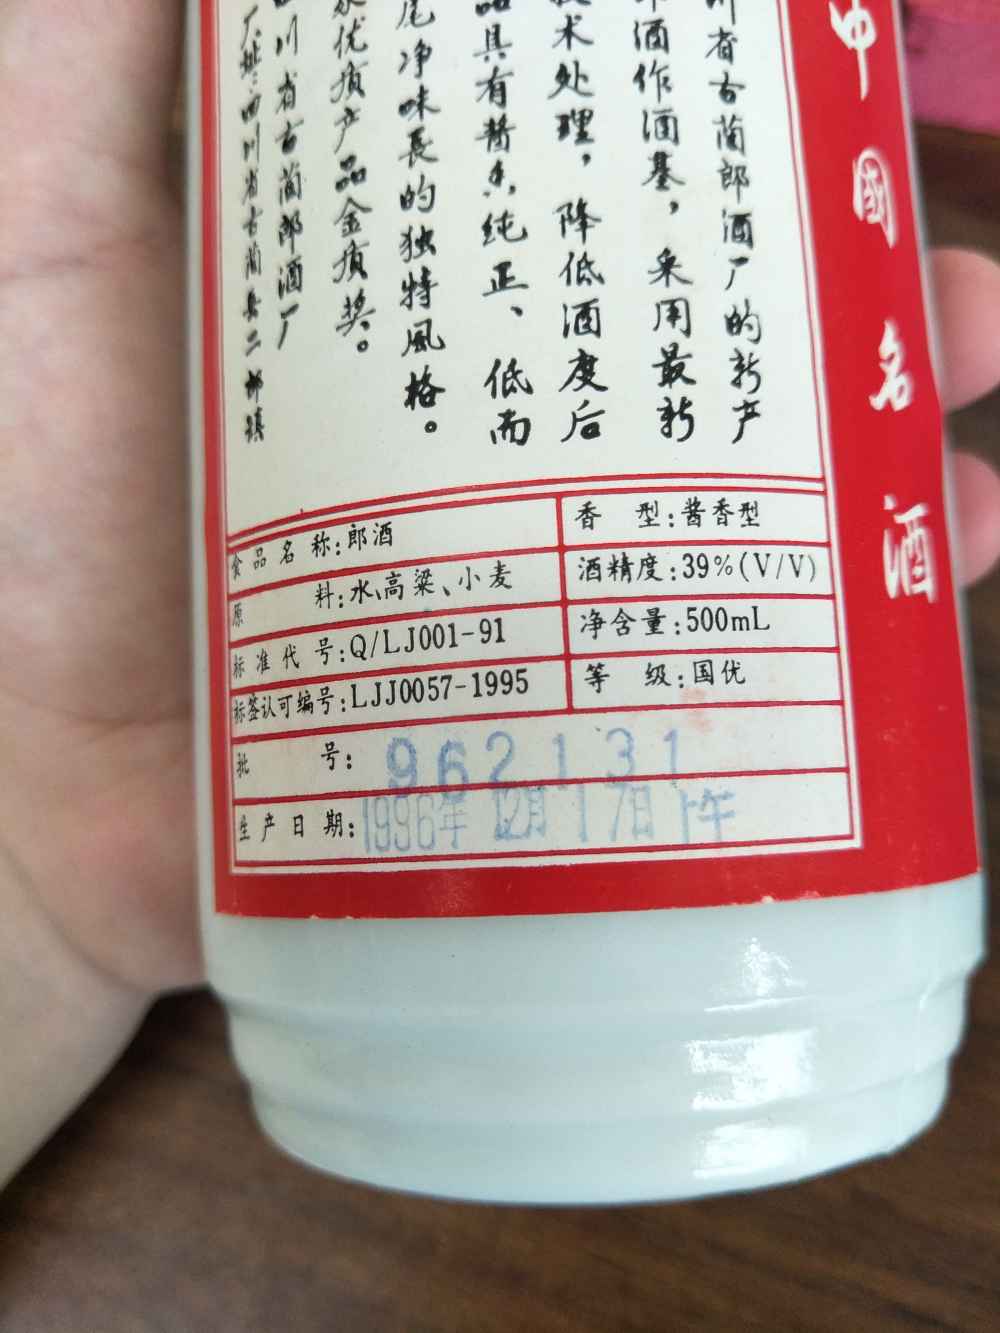 中國名酒
川省古蔺郎酒厂的新产
酒作酒基，采用最新
术处理，降低酒度后
品具有酱香纯正、低而
尾净味長的独特風格。
优质产品金质奖。
川省古蔺郎酒厂
厂址：四川省古蔺县二郎镇
食品名称：郎酒
香型：酱香型
原料：水、高粱、小麦
酒精度：39%(V/V)
标准代号：Q/LJ001-91
净含量：500mL
标签认可编号：LJJ0057-1995
等级：国优
批号：962131
生产日期：1996年12月17日上午